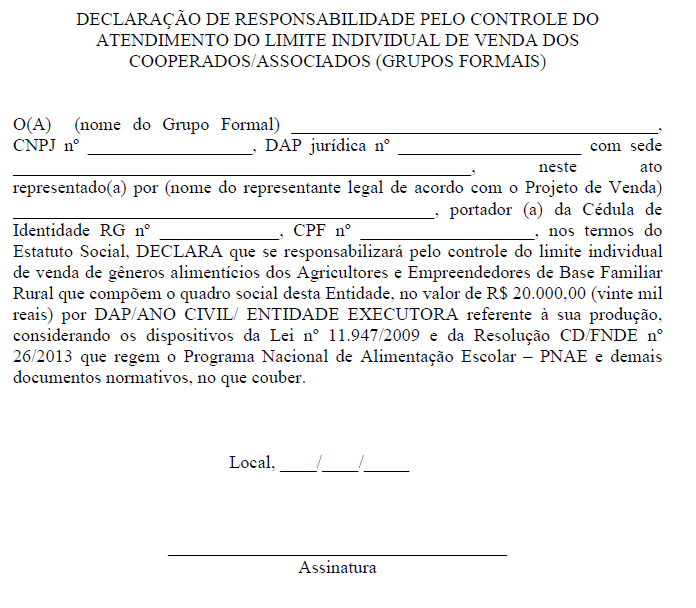 DECLARAÇÃO DE RESPONSABILIDADE PELO CONTROLE DO
ATENDIMENTO DO LIMITE INDIVIDUAL DE VENDA DOS
COOPERADOS/ASSOCIADOS (GRUPOS FORMAIS)
O(A) (nome do Grupo Formal) ________________________________________,
CNPJ nº __________________, DAP jurídica nº ____________________ com sede
__________________________________________________, neste ato
representado(a) por (nome do representante legal de acordo com o Projeto de Venda)
______________________________________________, portador (a) da Cédula de
Identidade RG nº _____________, CPF nº ___________________, nos termos do
Estatuto Social, DECLARA que se responsabilizará pelo controle do limite individual
de venda de gêneros alimentícios dos Agricultores e Empreendedores de Base Familiar
Rural que compõem o quadro social desta Entidade, no valor de R$ 20.000,00 (vinte mil
reais) por DAP/ANO CIVIL/ ENTIDADE EXECUTORA referente à sua produção,
considerando os dispositivos da Lei nº 11.947/2009 e da Resolução CD/FNDE nº
26/2013 que regem o Programa Nacional de Alimentação Escolar – PNAE e demais
documentos normativos, no que couber.
Local, ____/____/_____
_____________________________________
Assinatura